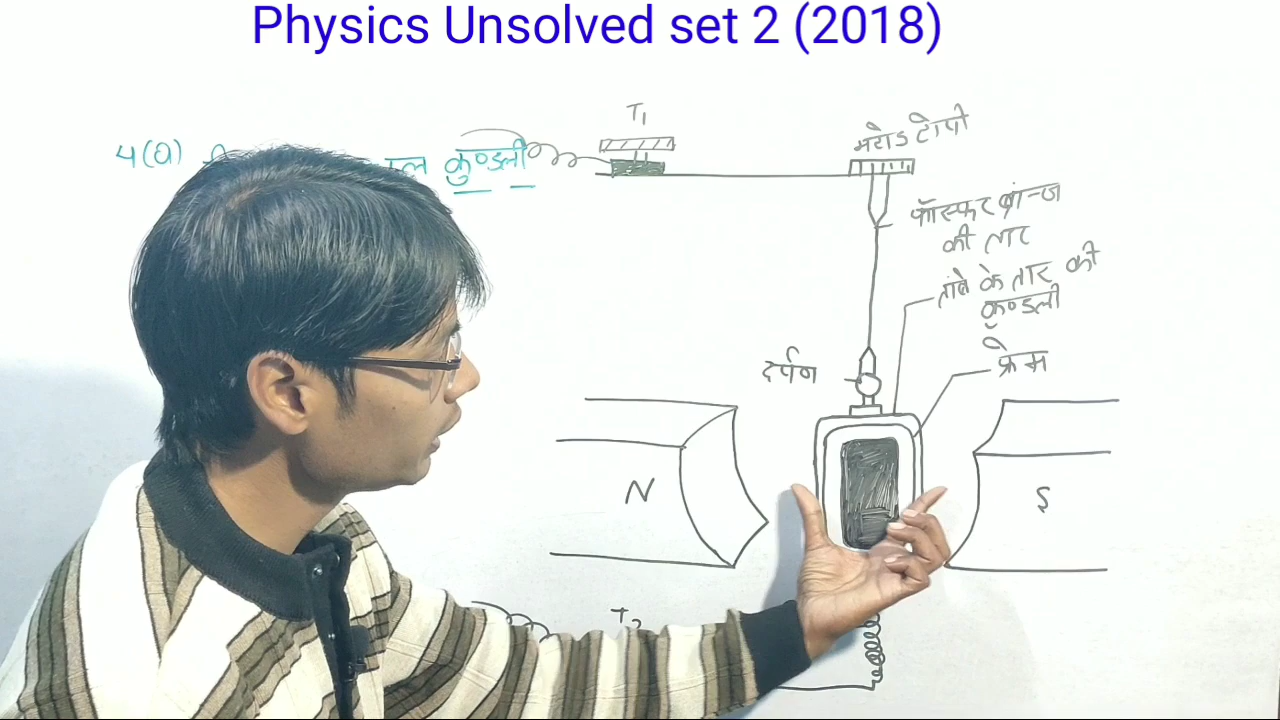 Physics Unsolved set 2 (2018)
T₁
मरोड टोपी
4(a) कुण्डली
फॉस्फर ब्रान्ज
की तार
तांबे के तार की
कुण्डली
फ्रेम
दर्पण
N
S
T₂